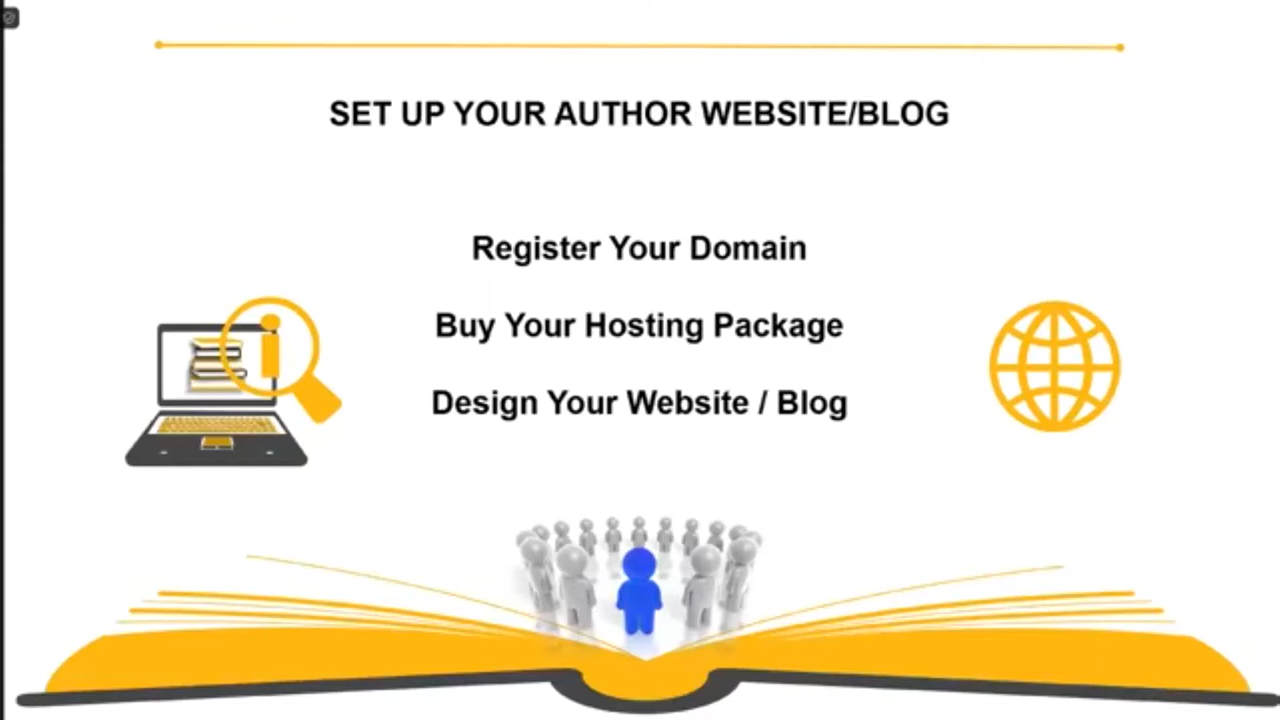 SET UP YOUR AUTHOR WEBSITE/BLOG
Register Your Domain
Buy Your Hosting Package
Design Your Website / Blog